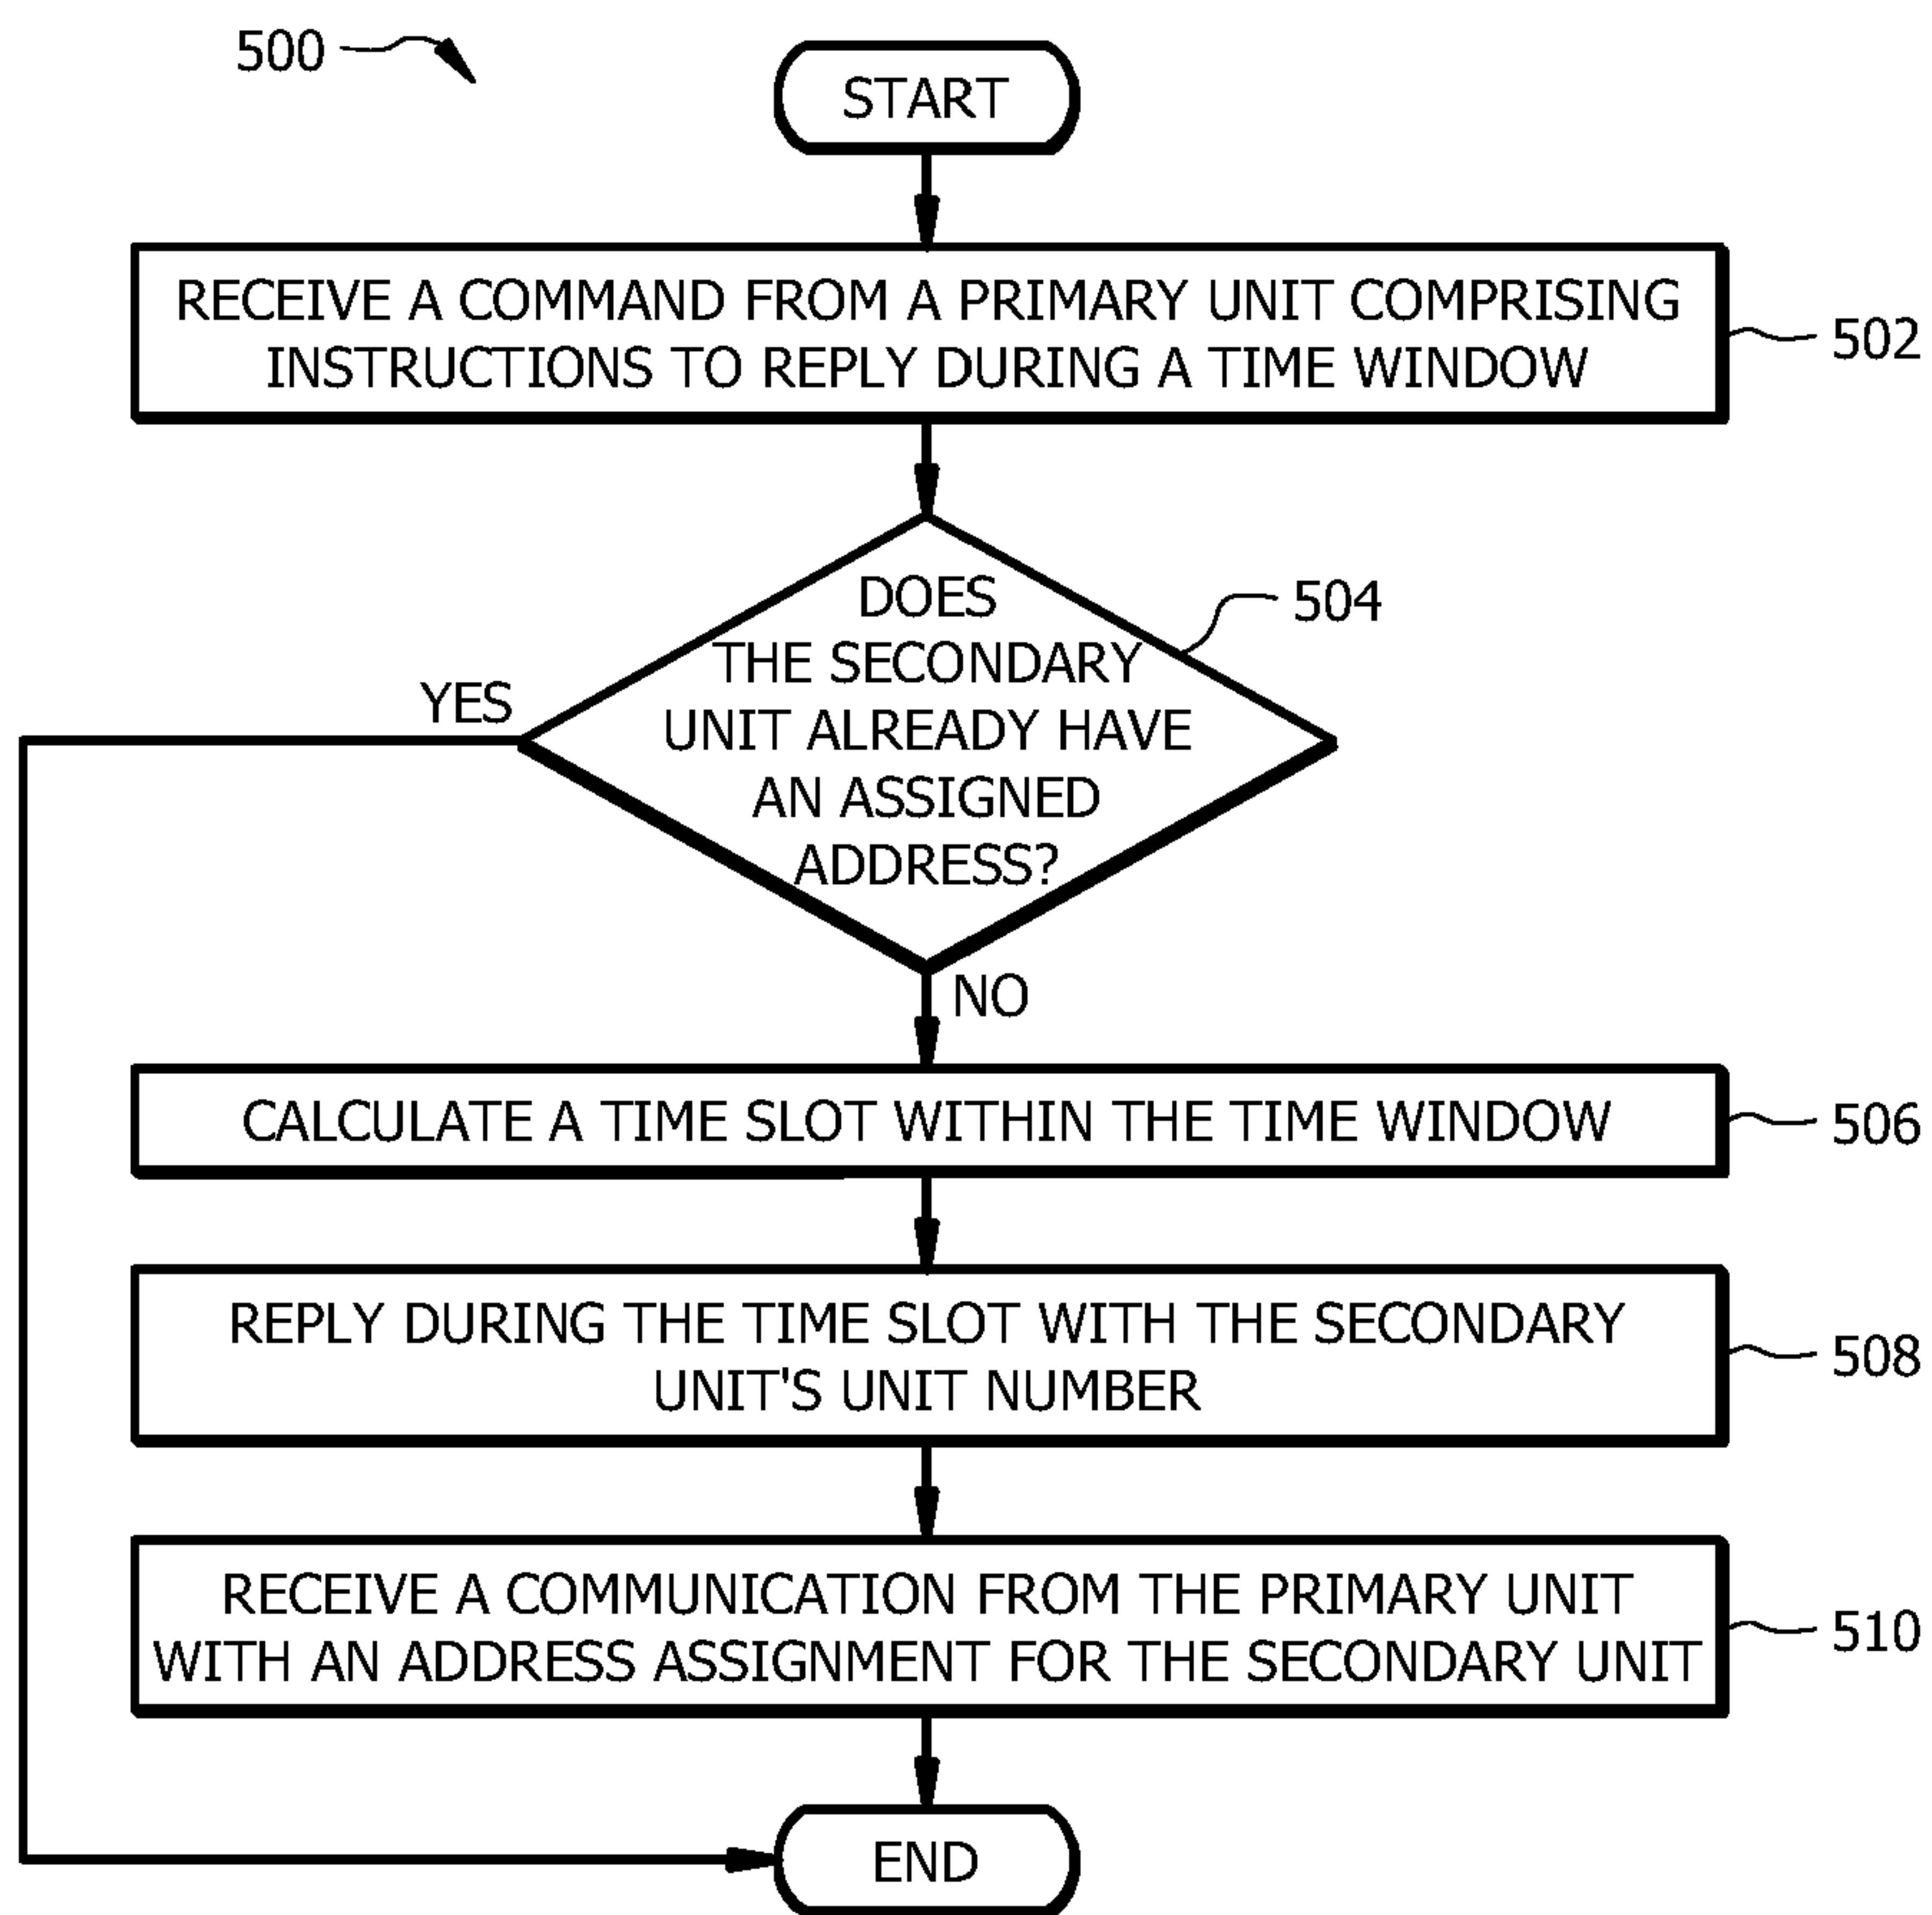 500
START
RECEIVE A COMMAND FROM A PRIMARY UNIT COMPRISING
INSTRUCTIONS TO REPLY DURING A TIME WINDOW
502
DOES
THE SECONDARY
UNIT ALREADY HAVE
AN ASSIGNED
ADDRESS?
504
YES
NO
CALCULATE A TIME SLOT WITHIN THE TIME WINDOW
506
REPLY DURING THE TIME SLOT WITH THE SECONDARY
UNIT'S UNIT NUMBER
508
RECEIVE A COMMUNICATION FROM THE PRIMARY UNIT
WITH AN ADDRESS ASSIGNMENT FOR THE SECONDARY UNIT
510
END